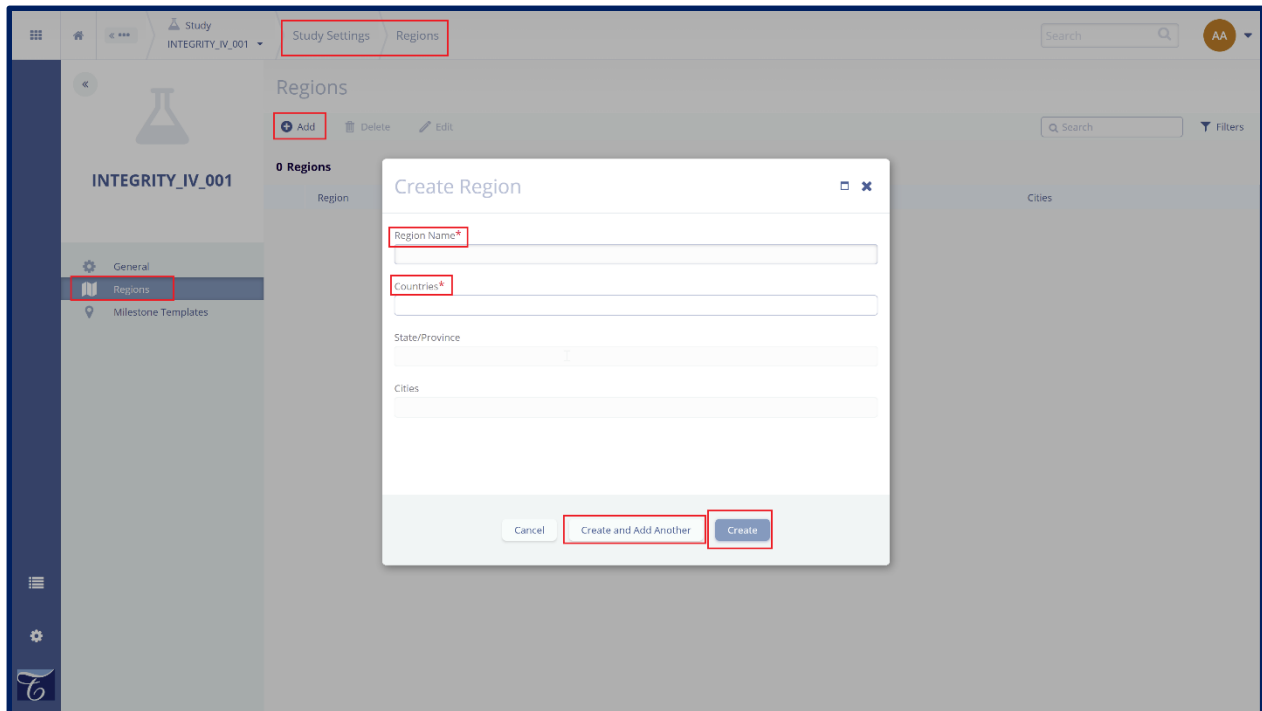 Study
INTEGRITY_IV_001
Study Settings
Regions
Search
AA
Regions
Add
Delete
Edit
Search
Filters
INTEGRITY_IV_001
0 Regions
Region
Cities
General
Regions
Milestone Templates
Create Region
Region Name*
Countries*
State/Province
Cities
Cancel
Create and Add Another
Create